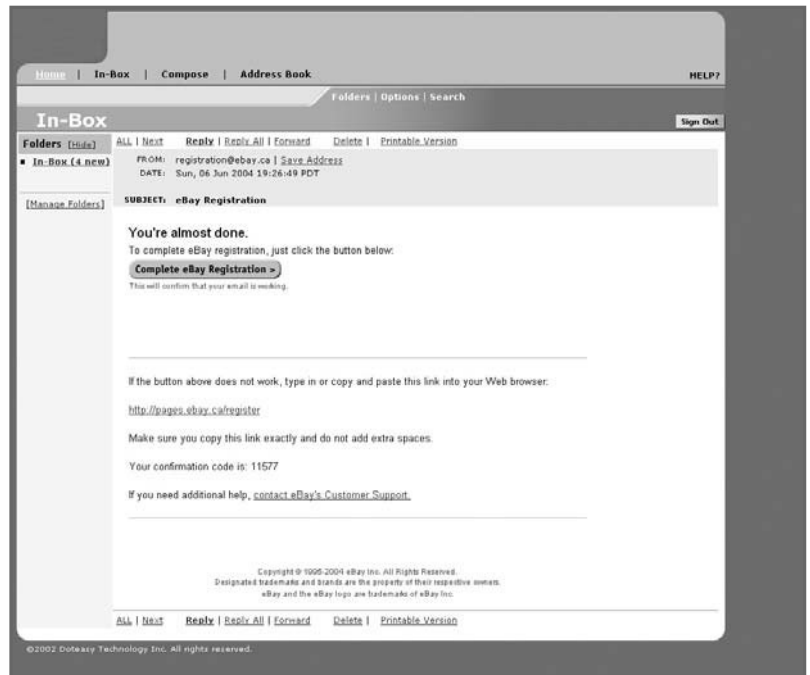 Home | In-Box | Compose | Address Book HELP?
Folders | Options | Search
In-Box Sign Out
Folders [Hide]
In-Box (4 new)
[Manage Folders]
ALL | Next Reply | Reply All | Forward Delete | Printable Version
FROM: registration@ebay.ca | Save Address
DATE: Sun, 06 Jun 2004 19:26:49 PDT
SUBJECT: eBay Registration
You're almost done.
To complete eBay registration, just click the button below:
Complete eBay Registration >
This will confirm that your email is working.
If the button above does not work, type in or copy and paste this link into your Web browser:
http://pages.ebay.ca/register
Make sure you copy this link exactly and do not add extra spaces.
Your confirmation code is: 11577
If you need additional help, contact eBay's Customer Support.
Copyright © 1995-2004 eBay Inc. All Rights Reserved.
Designated trademarks and brands are the property of their respective owners.
eBay and the eBay logo are trademarks of eBay Inc.
ALL | Next Reply | Reply All | Forward Delete | Printable Version
©2002 Doteasy Technology Inc. All rights reserved.